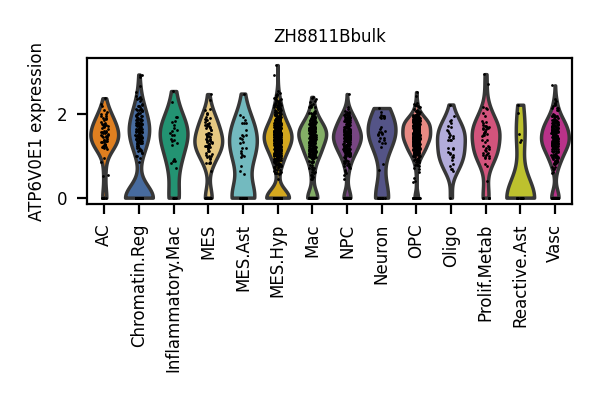 ZH8811Bbulk
ATP6V0E1 expression
2
0
AC
Chromatin.Reg
Inflammatory.Mac
MES
MES.Ast
MES.Hyp
Mac
NPC
Neuron
OPC
Oligo
Prolif.Metab
Reactive.Ast
Vasc